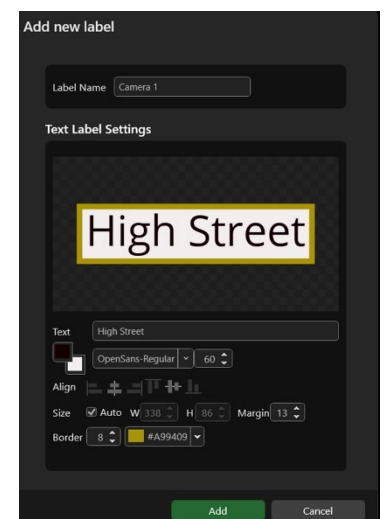 Add new label
Label Name Camera 1
Text Label Settings
High Street
Text High Street
OpenSans-Regular 60
Align
Size Auto W 338 H 86 Margin 13
Border 8 #A99409
Add Cancel